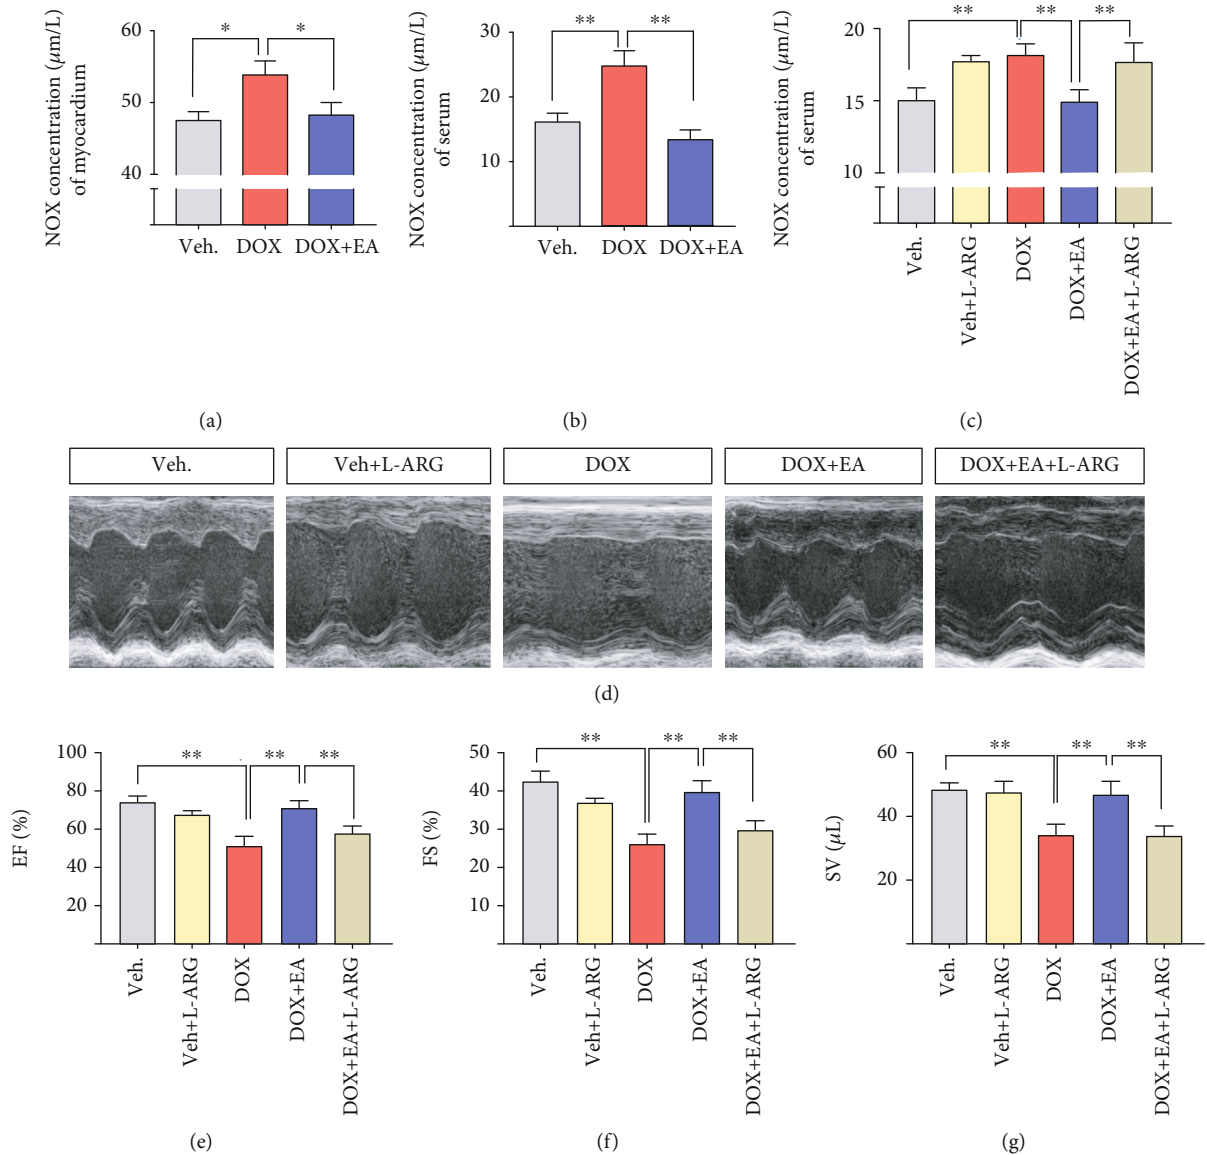 NOX concentration (μm/L)
of myocardium
60
50
40
* *
Veh. DOX DOX+EA
(a)
NOX concentration (μm/L)
of serum
30
20
10
** **
Veh. DOX DOX+EA
(b)
NOX concentration (μm/L)
of serum
20
15
10
** ** **
Veh.
Veh+L-ARG
DOX
DOX+EA
DOX+EA+L-ARG
(c)
Veh. Veh+L-ARG DOX DOX+EA DOX+EA+L-ARG
(d)
EF (%)
100
80
60
40
20
** ** **
Veh.
Veh+L-ARG
DOX
DOX+EA
DOX+EA+L-ARG
(e)
FS (%)
50
40
30
20
10
** ** **
Veh.
Veh+L-ARG
DOX
DOX+EA
DOX+EA+L-ARG
(f)
SV (μL)
60
40
20
** ** **
Veh.
Veh+L-ARG
DOX
DOX+EA
DOX+EA+L-ARG
(g)